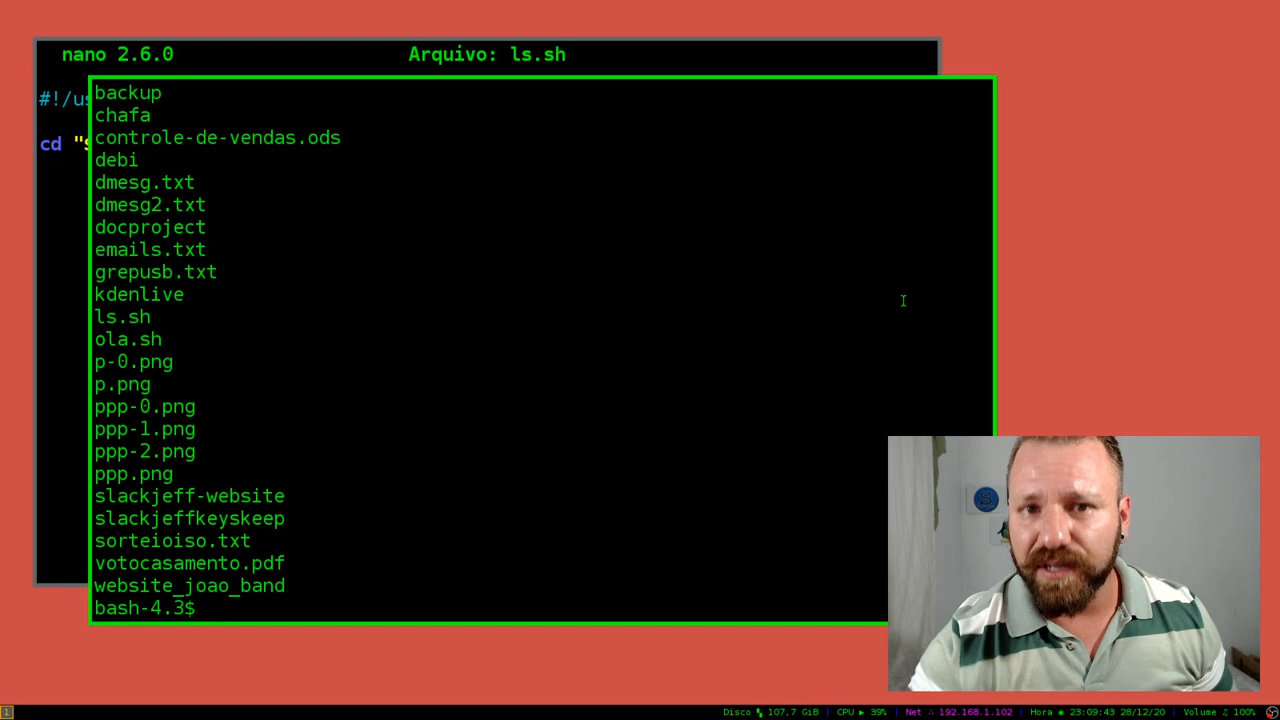 nano 2.6.0 Arquivo: ls.sh
#!/us
cd "$
backup
chafa
controle-de-vendas.ods
debi
dmesg.txt
dmesg2.txt
docproject
emails.txt
grepusb.txt
kdenlive
ls.sh
ola.sh
p-0.png
p.png
ppp-0.png
ppp-1.png
ppp-2.png
ppp.png
slackjeff-website
slackjeffkeyskeep
sorteioiso.txt
votocasamento.pdf
website_joao_band
bash-4.3$
1 Disco 107,7 GiB | CPU ▶ 39% | Net 192.168.1.102 | Hora 23:09:43 28/12/20 | Volume ♫ 100%